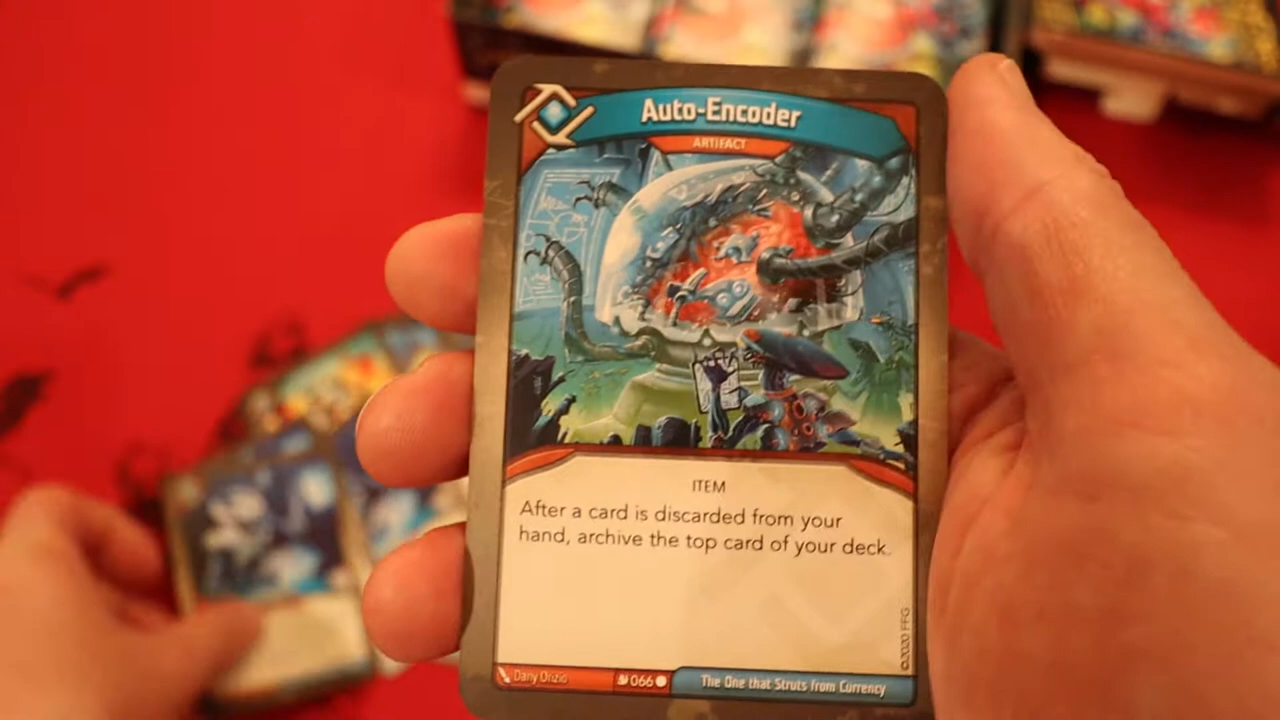 Auto-Encoder
ARTIFACT
ITEM
After a card is discarded from your
hand, archive the top card of your deck.
©2020 FFG
Dany Orizio
066
The One that Struts from Currency